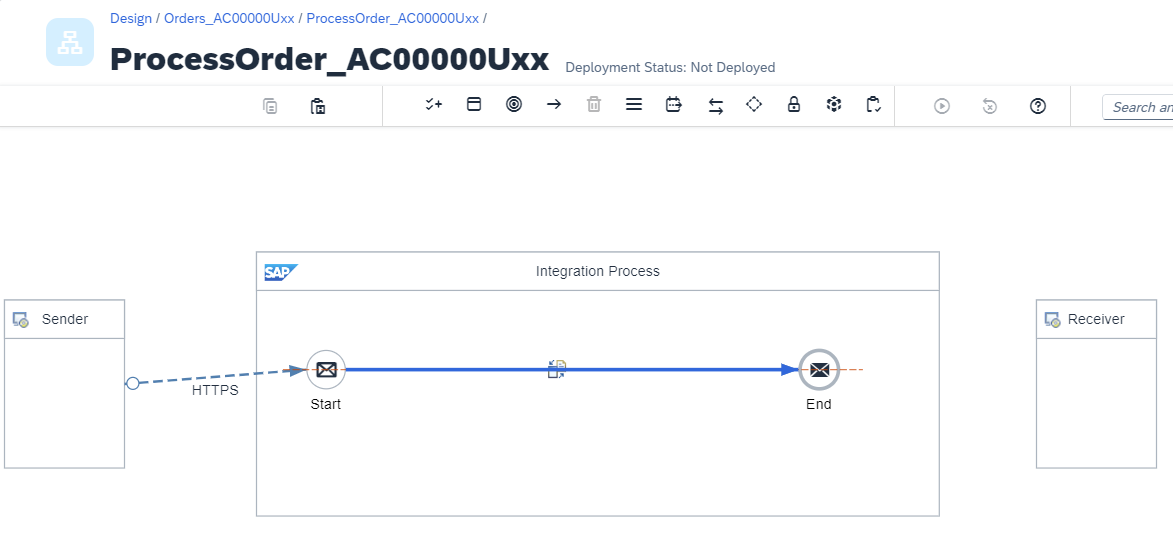 Design / Orders_AC00000Uxx / ProcessOrder_AC00000Uxx /
ProcessOrder_AC00000Uxx Deployment Status: Not Deployed
Search an
SAP Integration Process
Sender
Receiver
HTTPS
Start
End